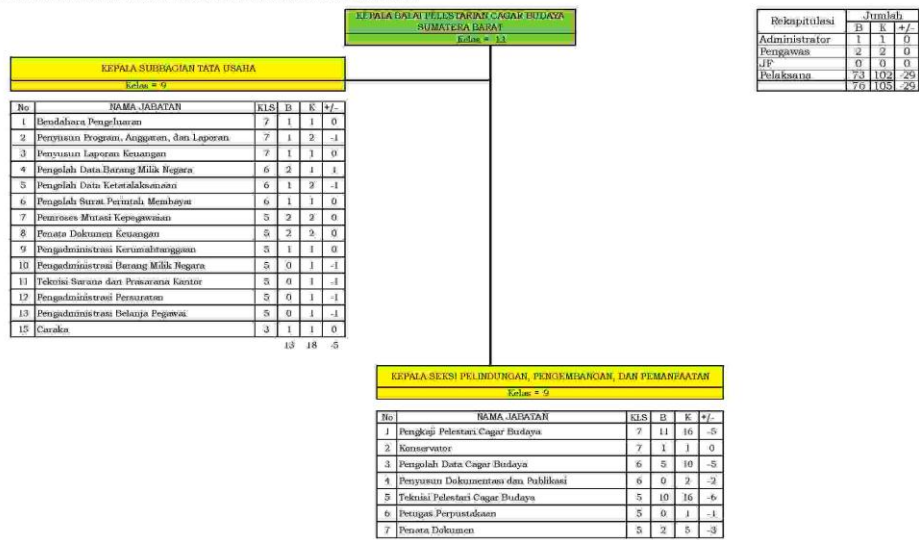 KEPALA BALAI PELESTARIAN CAGAR BUDAYA
SUMATERA BARAT
Kelas = 13
Rekapitulasi Jumlah
B K +/-
Administrator 1 1 0
Pengawas 2 2 0
JF 0 0 0
Pelaksana 73 102 -29
76 105 -29
KEPALA SUBBAGIAN TATA USAHA
Kelas = 9
No NAMA JABATAN KLS B K +/-
1 Bendahara Pengeluaran 7 1 1 0
2 Penyusun Program, Anggaran, dan Laporan 7 1 2 -1
3 Penyusun Laporan Keuangan 7 1 1 0
4 Pengolah Data Barang Milik Negara 6 2 1 1
5 Pengolah Data Ketatalaksanaan 6 1 2 -1
6 Pengolah Surat Perintah Membayar 6 1 1 0
7 Pemroses Mutasi Kepegawaian 5 2 2 0
8 Penata Dokumen Keuangan 5 2 2 0
9 Pengadministrasi Kerumahtanggaan 5 1 1 0
10 Pengadministrasi Barang Milik Negara 5 0 1 -1
11 Teknisi Sarana dan Prasarana Kantor 5 0 1 -1
12 Pengadministrasi Persuratan 5 0 1 -1
13 Pengadministrasi Belanja Pegawai 5 0 1 -1
15 Caraka 3 1 1 0
13 18 -5
KEPALA SEKSI PELINDUNGAN, PENGEMBANGAN, DAN PEMANFAATAN
Kelas = 9
No NAMA JABATAN KLS B K +/-
1 Pengkaji Pelestari Cagar Budaya 7 11 16 -5
2 Konservator 7 1 1 0
3 Pengolah Data Cagar Budaya 6 5 10 -5
4 Penyusun Dokumentasi dan Publikasi 6 0 2 -2
5 Teknisi Pelestari Cagar Budaya 5 10 16 -6
6 Petugas Perpustakaan 5 0 1 -1
7 Penata Dokumen 5 2 5 -3